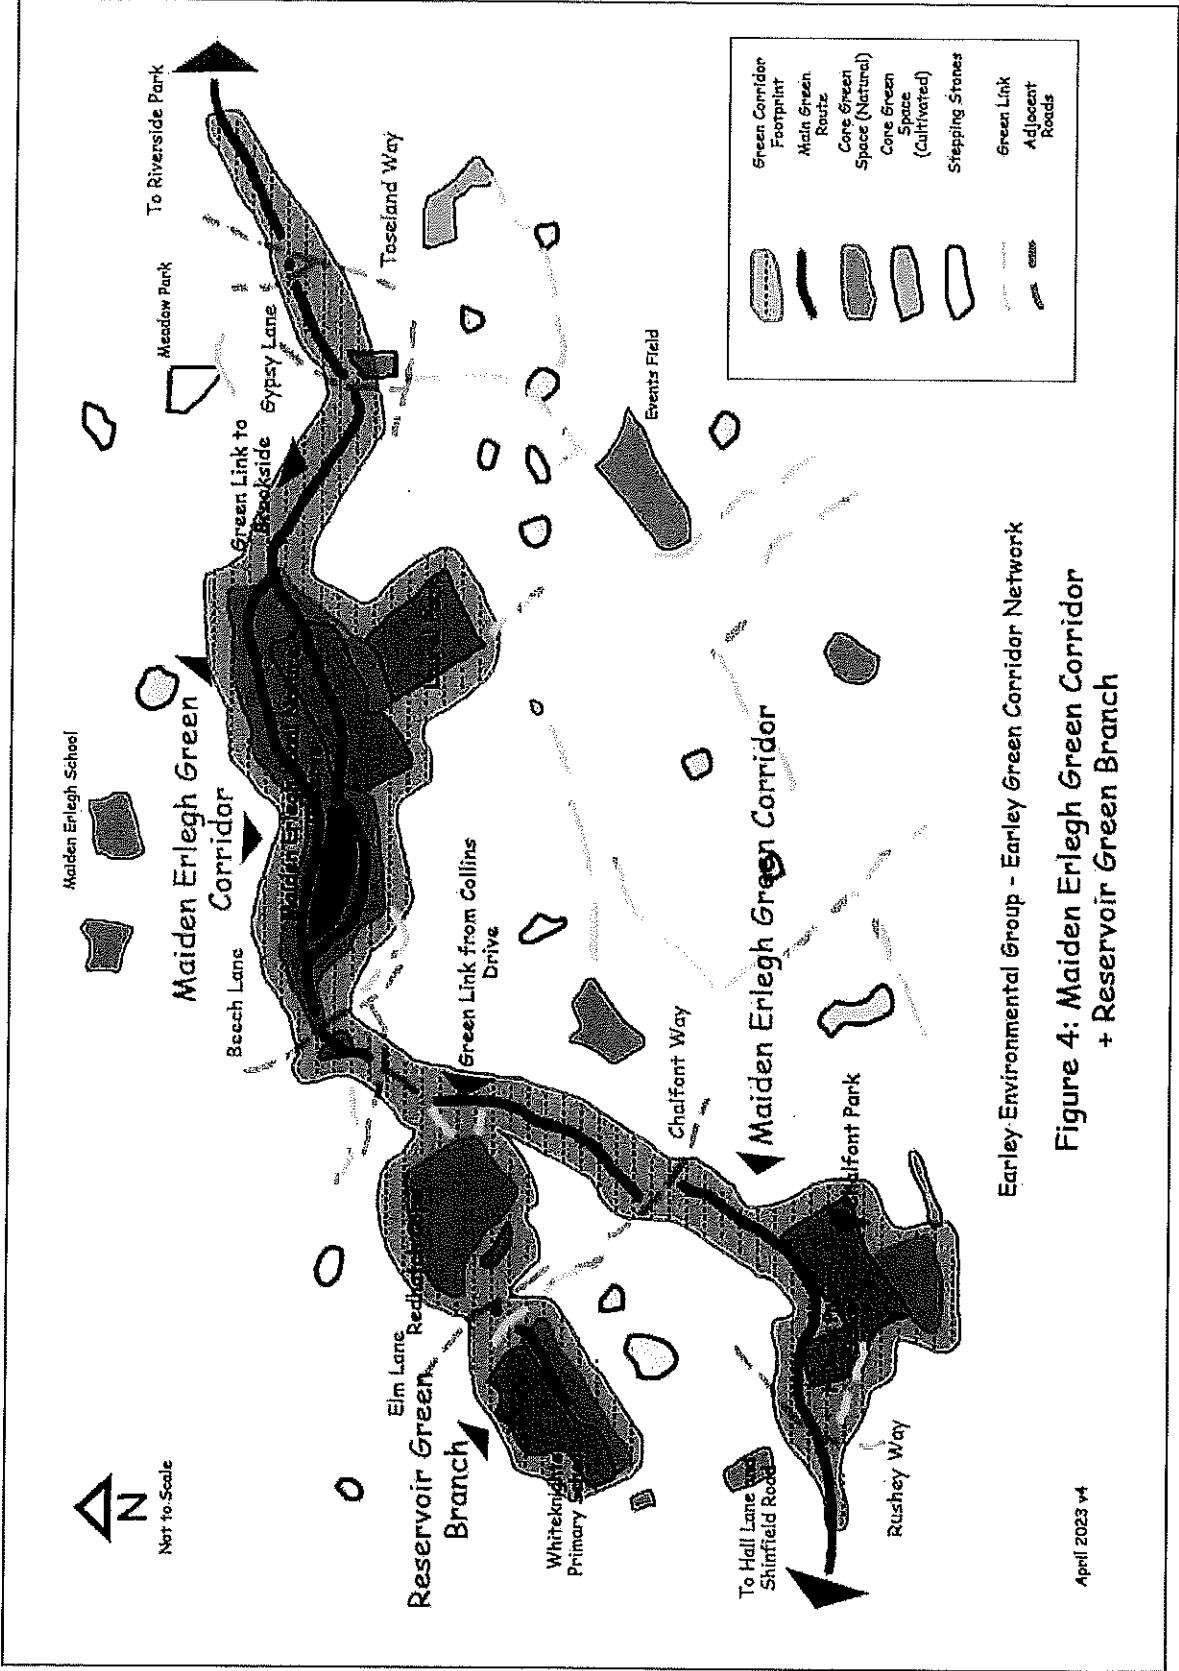 N
Not to Scale
Maiden Erlegh School
Meadow Park
To Riverside Park
Maiden Erlegh Green
Corridor
Beech Lane
Green Link to
Brookside
Gypsy Lane
Toseland Way
Reservoir Green
Branch
Elm Lane
Green Link from Collins
Drive
Whiteknights
Primary
Chalfont Way
Maiden Erlegh Green Corridor
Events Field
To Hall Lane and
Shinfield Road
Chalfont Park
Rushey Way
Green Corridor
Footprint
Main Green
Route
Core Green
Space (Natural)
Core Green
Space
(Cultivated)
Stepping Stones
Green Link
Adjacent
Roads
Earley Environmental Group - Earley Green Corridor Network
Figure 4: Maiden Erlegh Green Corridor
+ Reservoir Green Branch
April 2023 v4